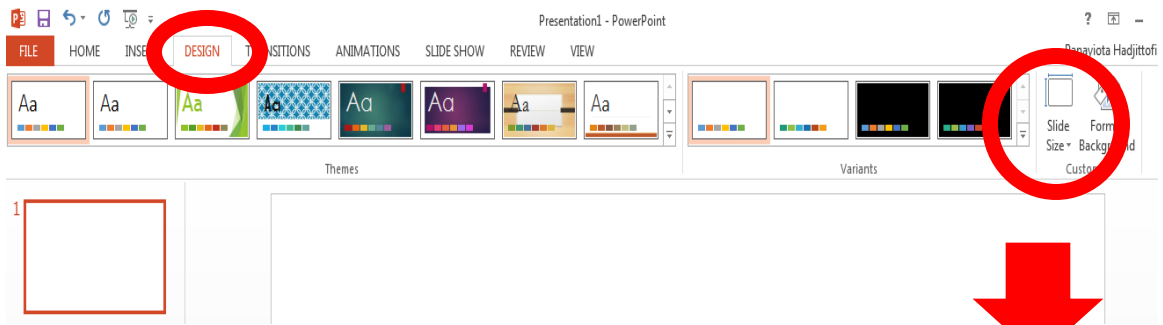 Presentation1 - PowerPoint
FILE HOME DESIGN ANIMATIONS SLIDE SHOW REVIEW VIEW Hadjittofi
Aa Aa Aa Aa Aa Aa Aa Aa
Slide
Size
Themes Variants
1